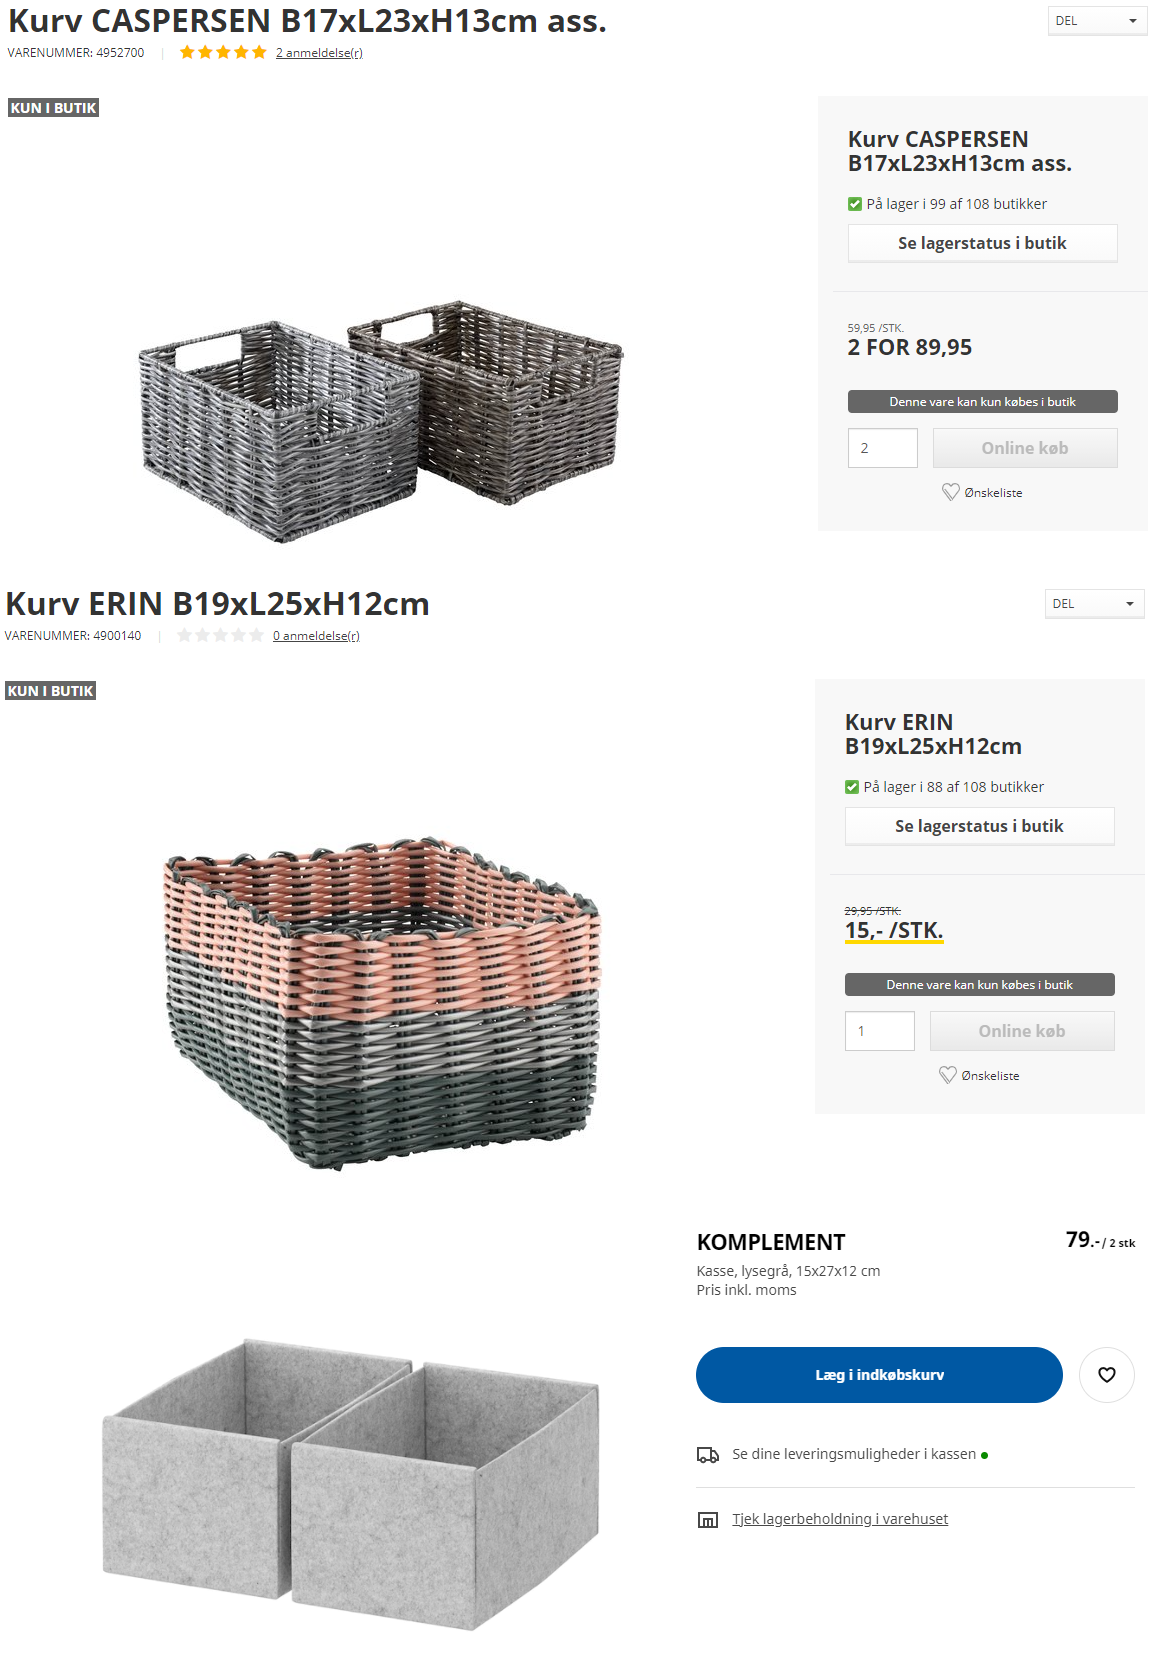 Kurv CASPERSEN B17xL23xH13cm ass.
DEL
VARENUMMER: 4952700 | 2 anmeldelse(r)
KUN I BUTIK
Kurv CASPERSEN
B17xL23xH13cm ass.
På lager i 99 af 108 butikker
Se lagerstatus i butik
59,95 /STK.
2 FOR 89,95
Denne vare kan kun købes i butik
2
Online køb
Ønskeliste
Kurv ERIN B19xL25xH12cm
DEL
VARENUMMER: 4900140 | 0 anmeldelse(r)
KUN I BUTIK
Kurv ERIN
B19xL25xH12cm
På lager i 88 af 108 butikker
Se lagerstatus i butik
29,95 /STK.
15,- /STK.
Denne vare kan kun købes i butik
1
Online køb
Ønskeliste
KOMPLEMENT
79.-/ 2 stk
Kasse, lysegrå, 15x27x12 cm
Pris inkl. moms
Læg i indkøbskurv
Se dine leveringsmuligheder i kassen
Tjek lagerbeholdning i varehuset